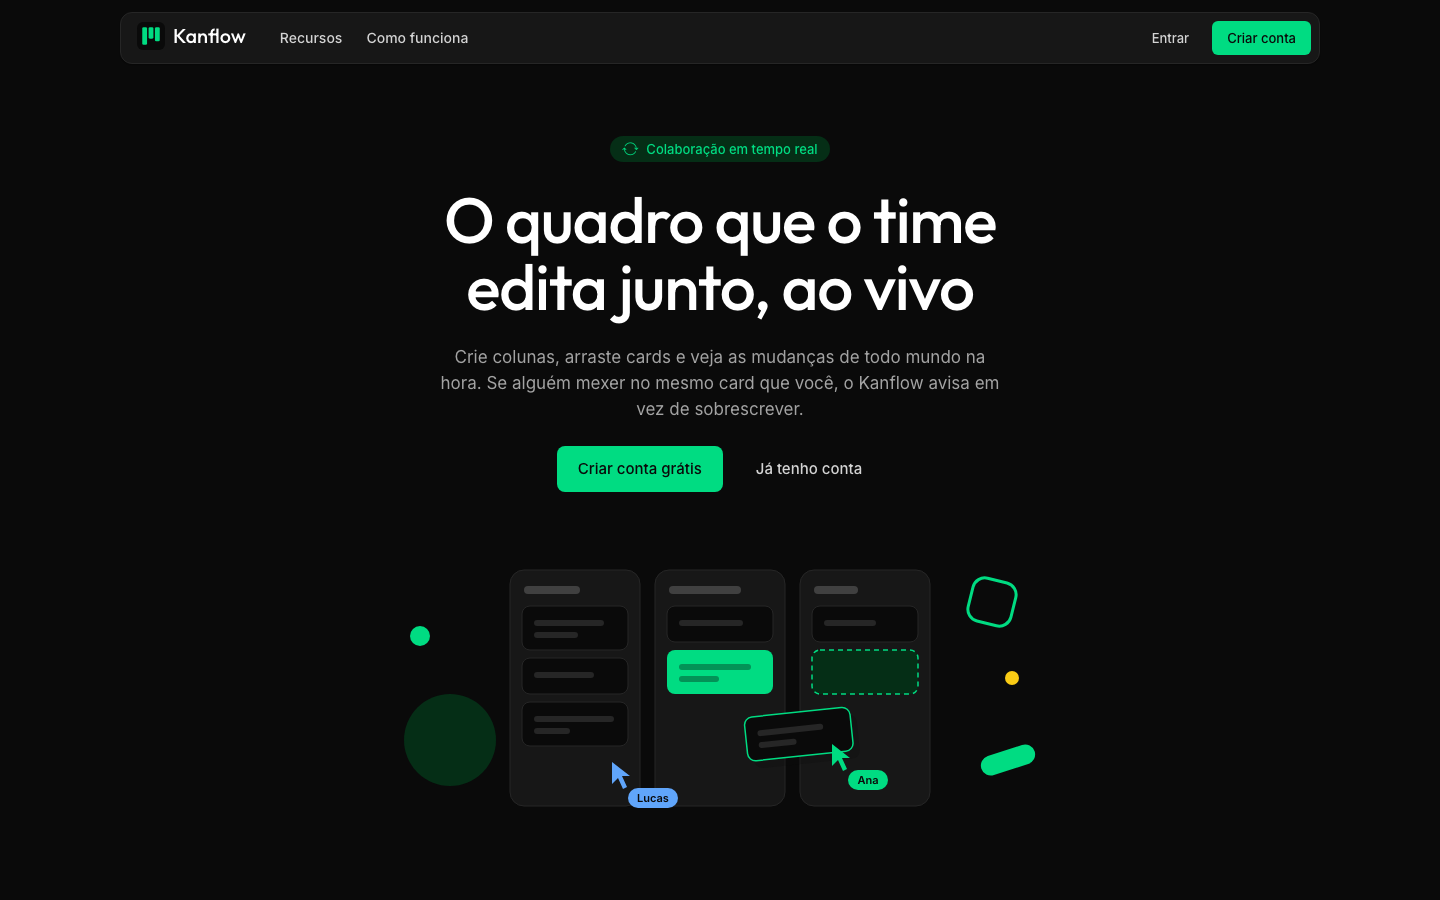 Kanflow
Recursos
Como funciona
Entrar
Criar conta
Colaboração em tempo real
O quadro que o time
edita junto, ao vivo
Crie colunas, arraste cards e veja as mudanças de todo mundo na
hora. Se alguém mexer no mesmo card que você, o Kanflow avisa em
vez de sobrescrever.
Criar conta grátis
Já tenho conta
Ana
Lucas